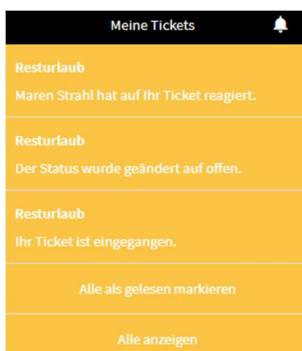 Meine Tickets
Resturlaub
Maren Strahl hat auf Ihr Ticket reagiert.
Resturlaub
Der Status wurde geändert auf offen.
Resturlaub
Ihr Ticket ist eingegangen.
Alle als gelesen markieren
Alle anzeigen